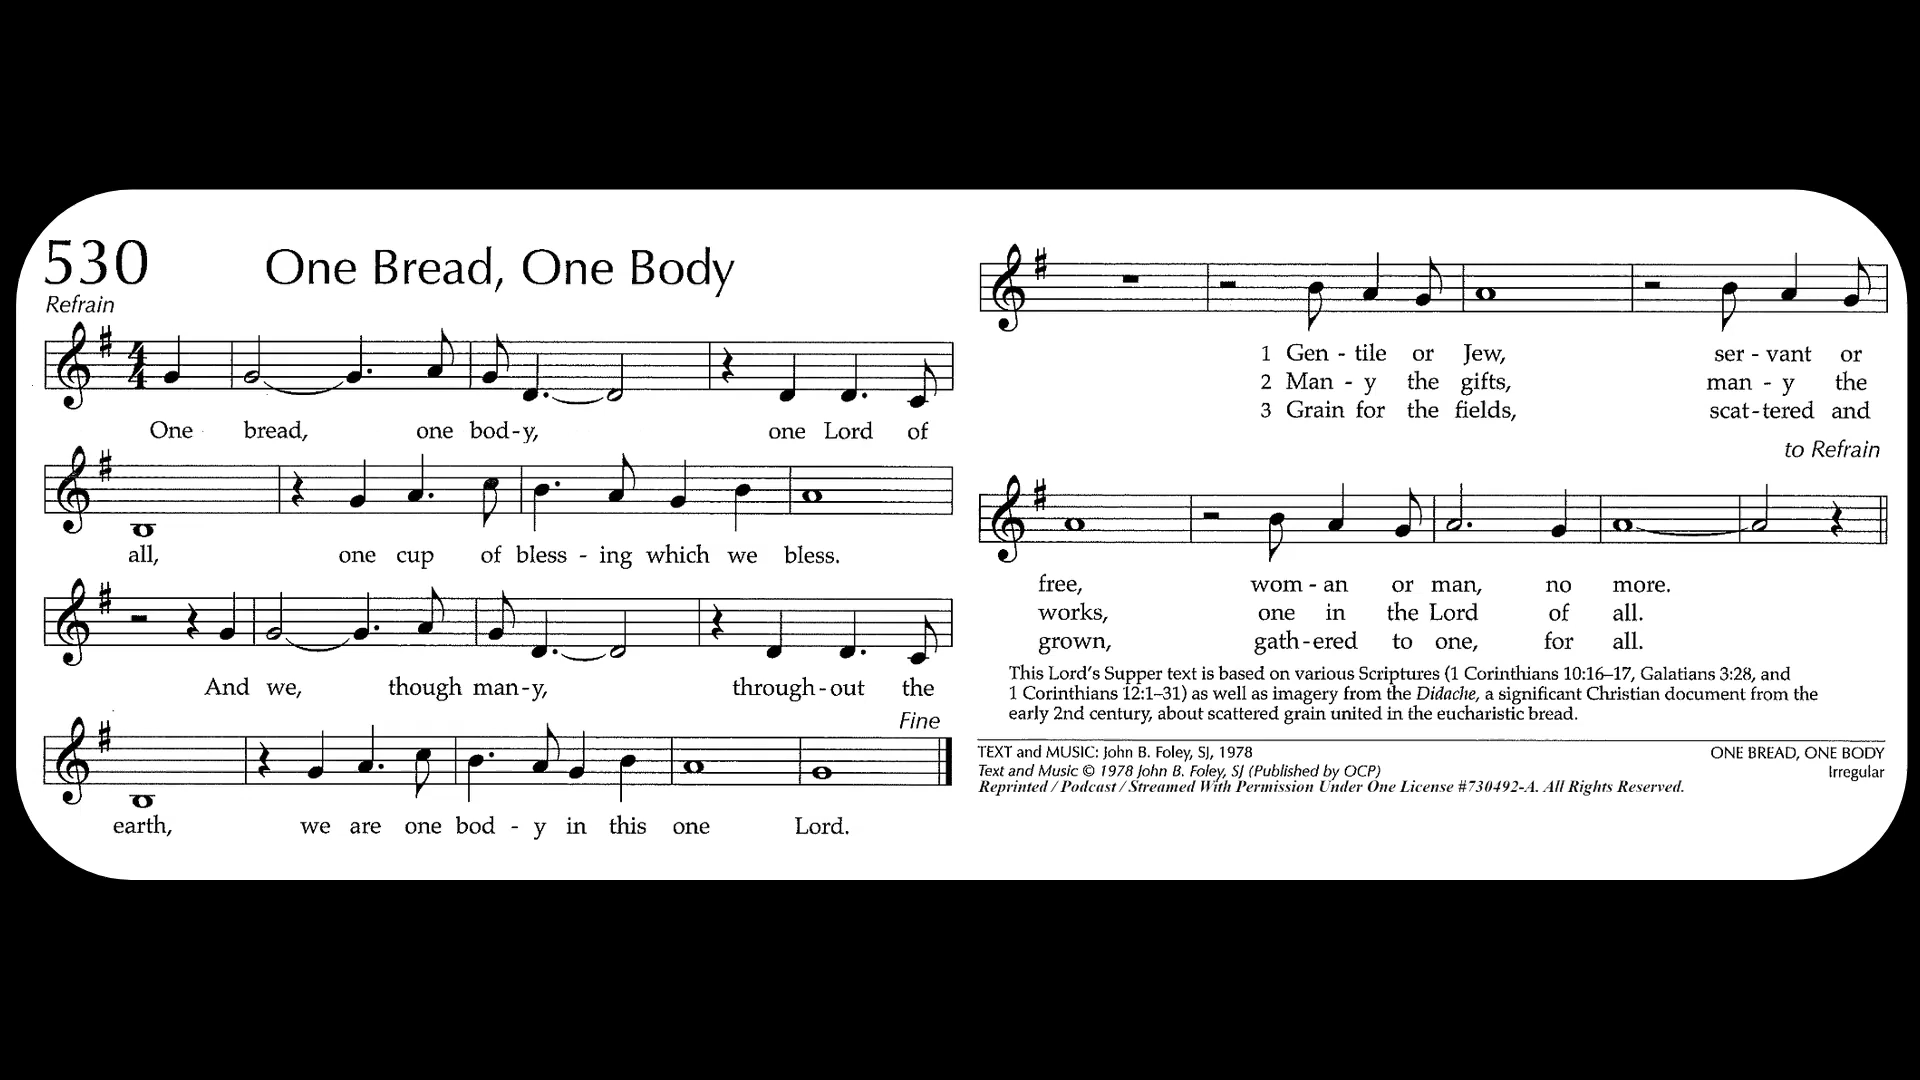 530
One Bread, One Body
Refrain
One bread, one bod-y, one Lord of
all, one cup of bless - ing which we bless.
And we, though man-y, through-out the
Fine
earth, we are one bod - y in this one Lord.
1 Gen - tile or Jew, ser - vant or
2 Man - y the gifts, man - y the
3 Grain for the fields, scat-tered and
to Refrain
free, wom - an or man, no more.
works, one in the Lord of all.
grown, gath-ered to one, for all.
This Lord's Supper text is based on various Scriptures (1 Corinthians 10:16–17, Galatians 3:28, and
1 Corinthians 12:1–31) as well as imagery from the Didache, a significant Christian document from the
early 2nd century, about scattered grain united in the eucharistic bread.
TEXT and MUSIC: John B. Foley, SJ, 1978
ONE BREAD, ONE BODY
Text and Music © 1978 John B. Foley, SJ (Published by OCP)
Irregular
Reprinted / Podcast / Streamed With Permission Under One License #730492-A. All Rights Reserved.